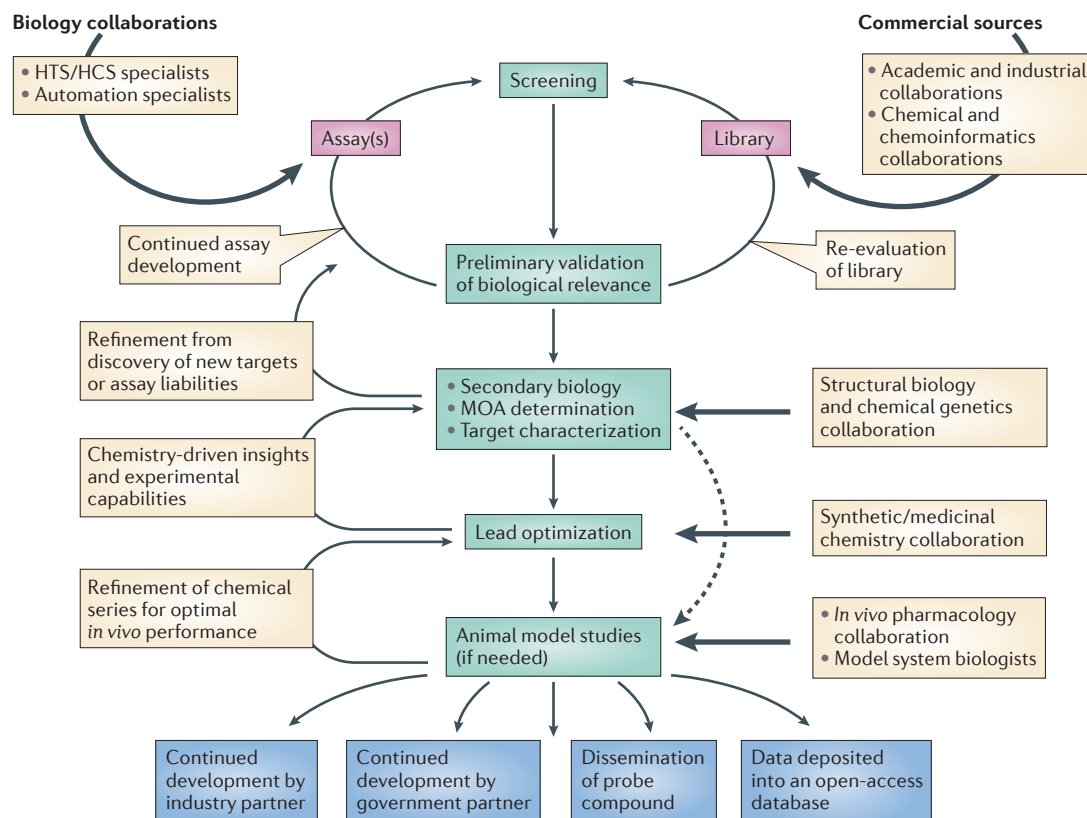 Biology collaborations
Commercial sources
• HTS/HCS specialists
• Automation specialists
Screening
• Academic and industrial
collaborations
• Chemical and
chemoinformatics
collaborations
Assay(s)
Library
Continued assay
development
Preliminary validation
of biological relevance
Re-evaluation
of library
Refinement from
discovery of new targets
or assay liabilities
• Secondary biology
• MOA determination
• Target characterization
Structural biology
and chemical genetics
collaboration
Chemistry-driven insights
and experimental
capabilities
Lead optimization
Synthetic/medicinal
chemistry collaboration
Refinement of chemical
series for optimal
in vivo performance
Animal model studies
(if needed)
• In vivo pharmacology
collaboration
• Model system biologists
Continued
development by
industry partner
Continued
development by
government partner
Dissemination
of probe
compound
Data deposited
into an open-access
database